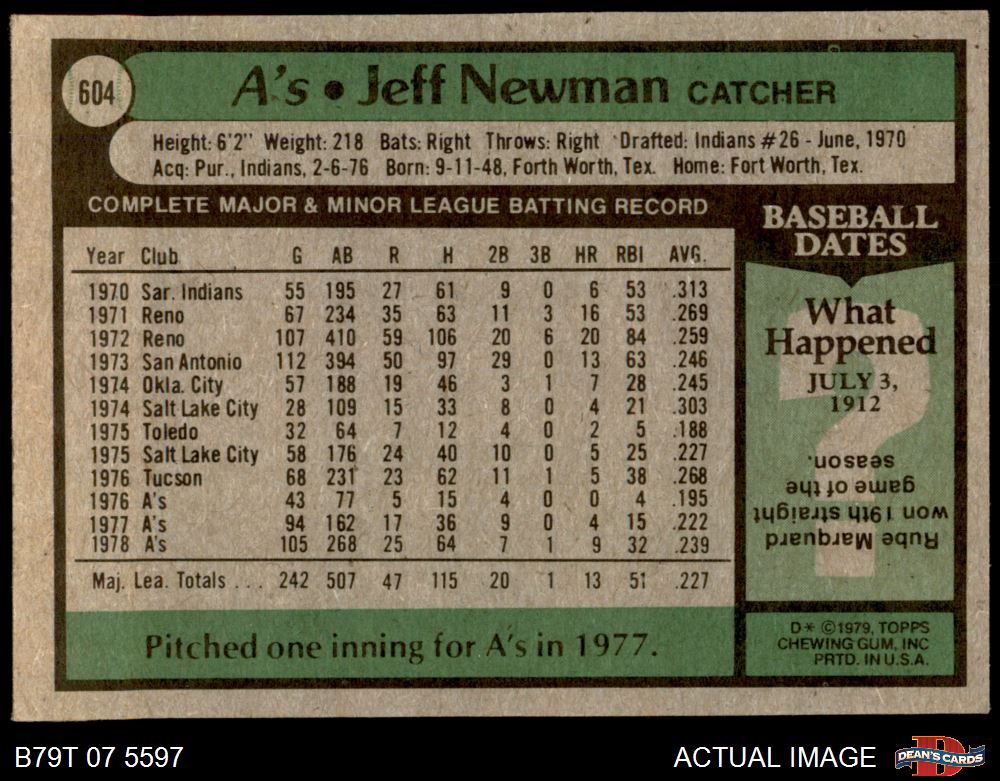 604
A's • Jeff Newman CATCHER
Height: 6'2" Weight: 218 Bats: Right Throws: Right Drafted: Indians #26 - June, 1970
Acq: Pur., Indians, 2-6-76 Born: 9-11-48, Forth Worth, Tex. Home: Fort Worth, Tex.
COMPLETE MAJOR & MINOR LEAGUE BATTING RECORD
Year Club G AB R H 2B 3B HR RBI AVG.
1970 Sar. Indians 55 195 27 61 9 0 6 53 .313
1971 Reno 67 234 35 63 11 3 16 53 .269
1972 Reno 107 410 59 106 20 6 20 84 .259
1973 San Antonio 112 394 50 97 29 0 13 63 .246
1974 Okla. City 57 188 19 46 3 1 7 28 .245
1974 Salt Lake City 28 109 15 33 8 0 4 21 .303
1975 Toledo 32 64 7 12 4 0 2 5 .188
1975 Salt Lake City 58 176 24 40 10 0 5 25 .227
1976 Tucson 68 231 23 62 11 1 5 38 .268
1976 A's 43 77 5 15 4 0 0 4 .195
1977 A's 94 162 17 36 9 0 4 15 .222
1978 A's 105 268 25 64 7 1 9 32 .239
Maj. Lea. Totals . . . 242 507 47 115 20 1 13 51 .227
Pitched one inning for A's in 1977.
BASEBALL
DATES
What
Happened
JULY 3,
1912
?
Rube Marquard
won 19th straight
game of the
season.
D* ©1979, TOPPS
CHEWING GUM, INC
PRTD. IN U.S.A.
B79T 07 5597
ACTUAL IMAGE
D
DEAN'S CARDS